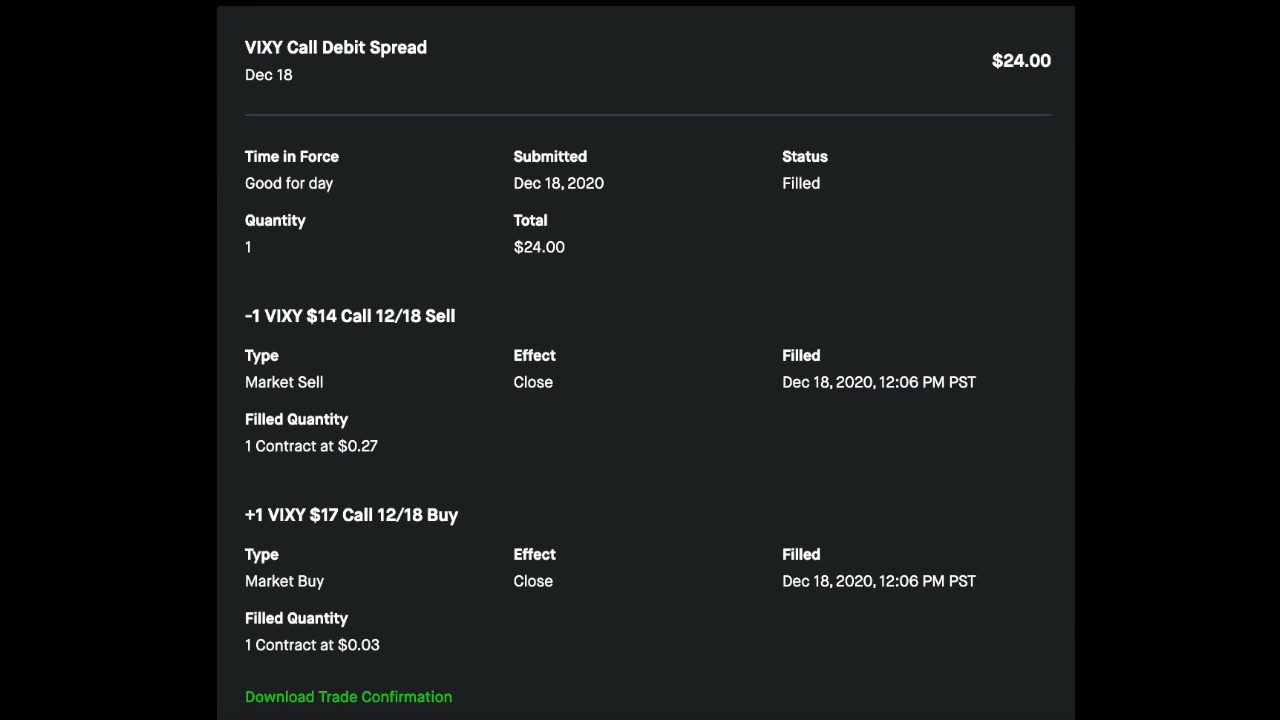 VIXY Call Debit Spread
$24.00
Dec 18
Time in Force
Submitted
Status
Good for day
Dec 18, 2020
Filled
Quantity
Total
1
$24.00
-1 VIXY $14 Call 12/18 Sell
Type
Effect
Filled
Market Sell
Close
Dec 18, 2020, 12:06 PM PST
Filled Quantity
1 Contract at $0.27
+1 VIXY $17 Call 12/18 Buy
Type
Effect
Filled
Market Buy
Close
Dec 18, 2020, 12:06 PM PST
Filled Quantity
1 Contract at $0.03
Download Trade Confirmation